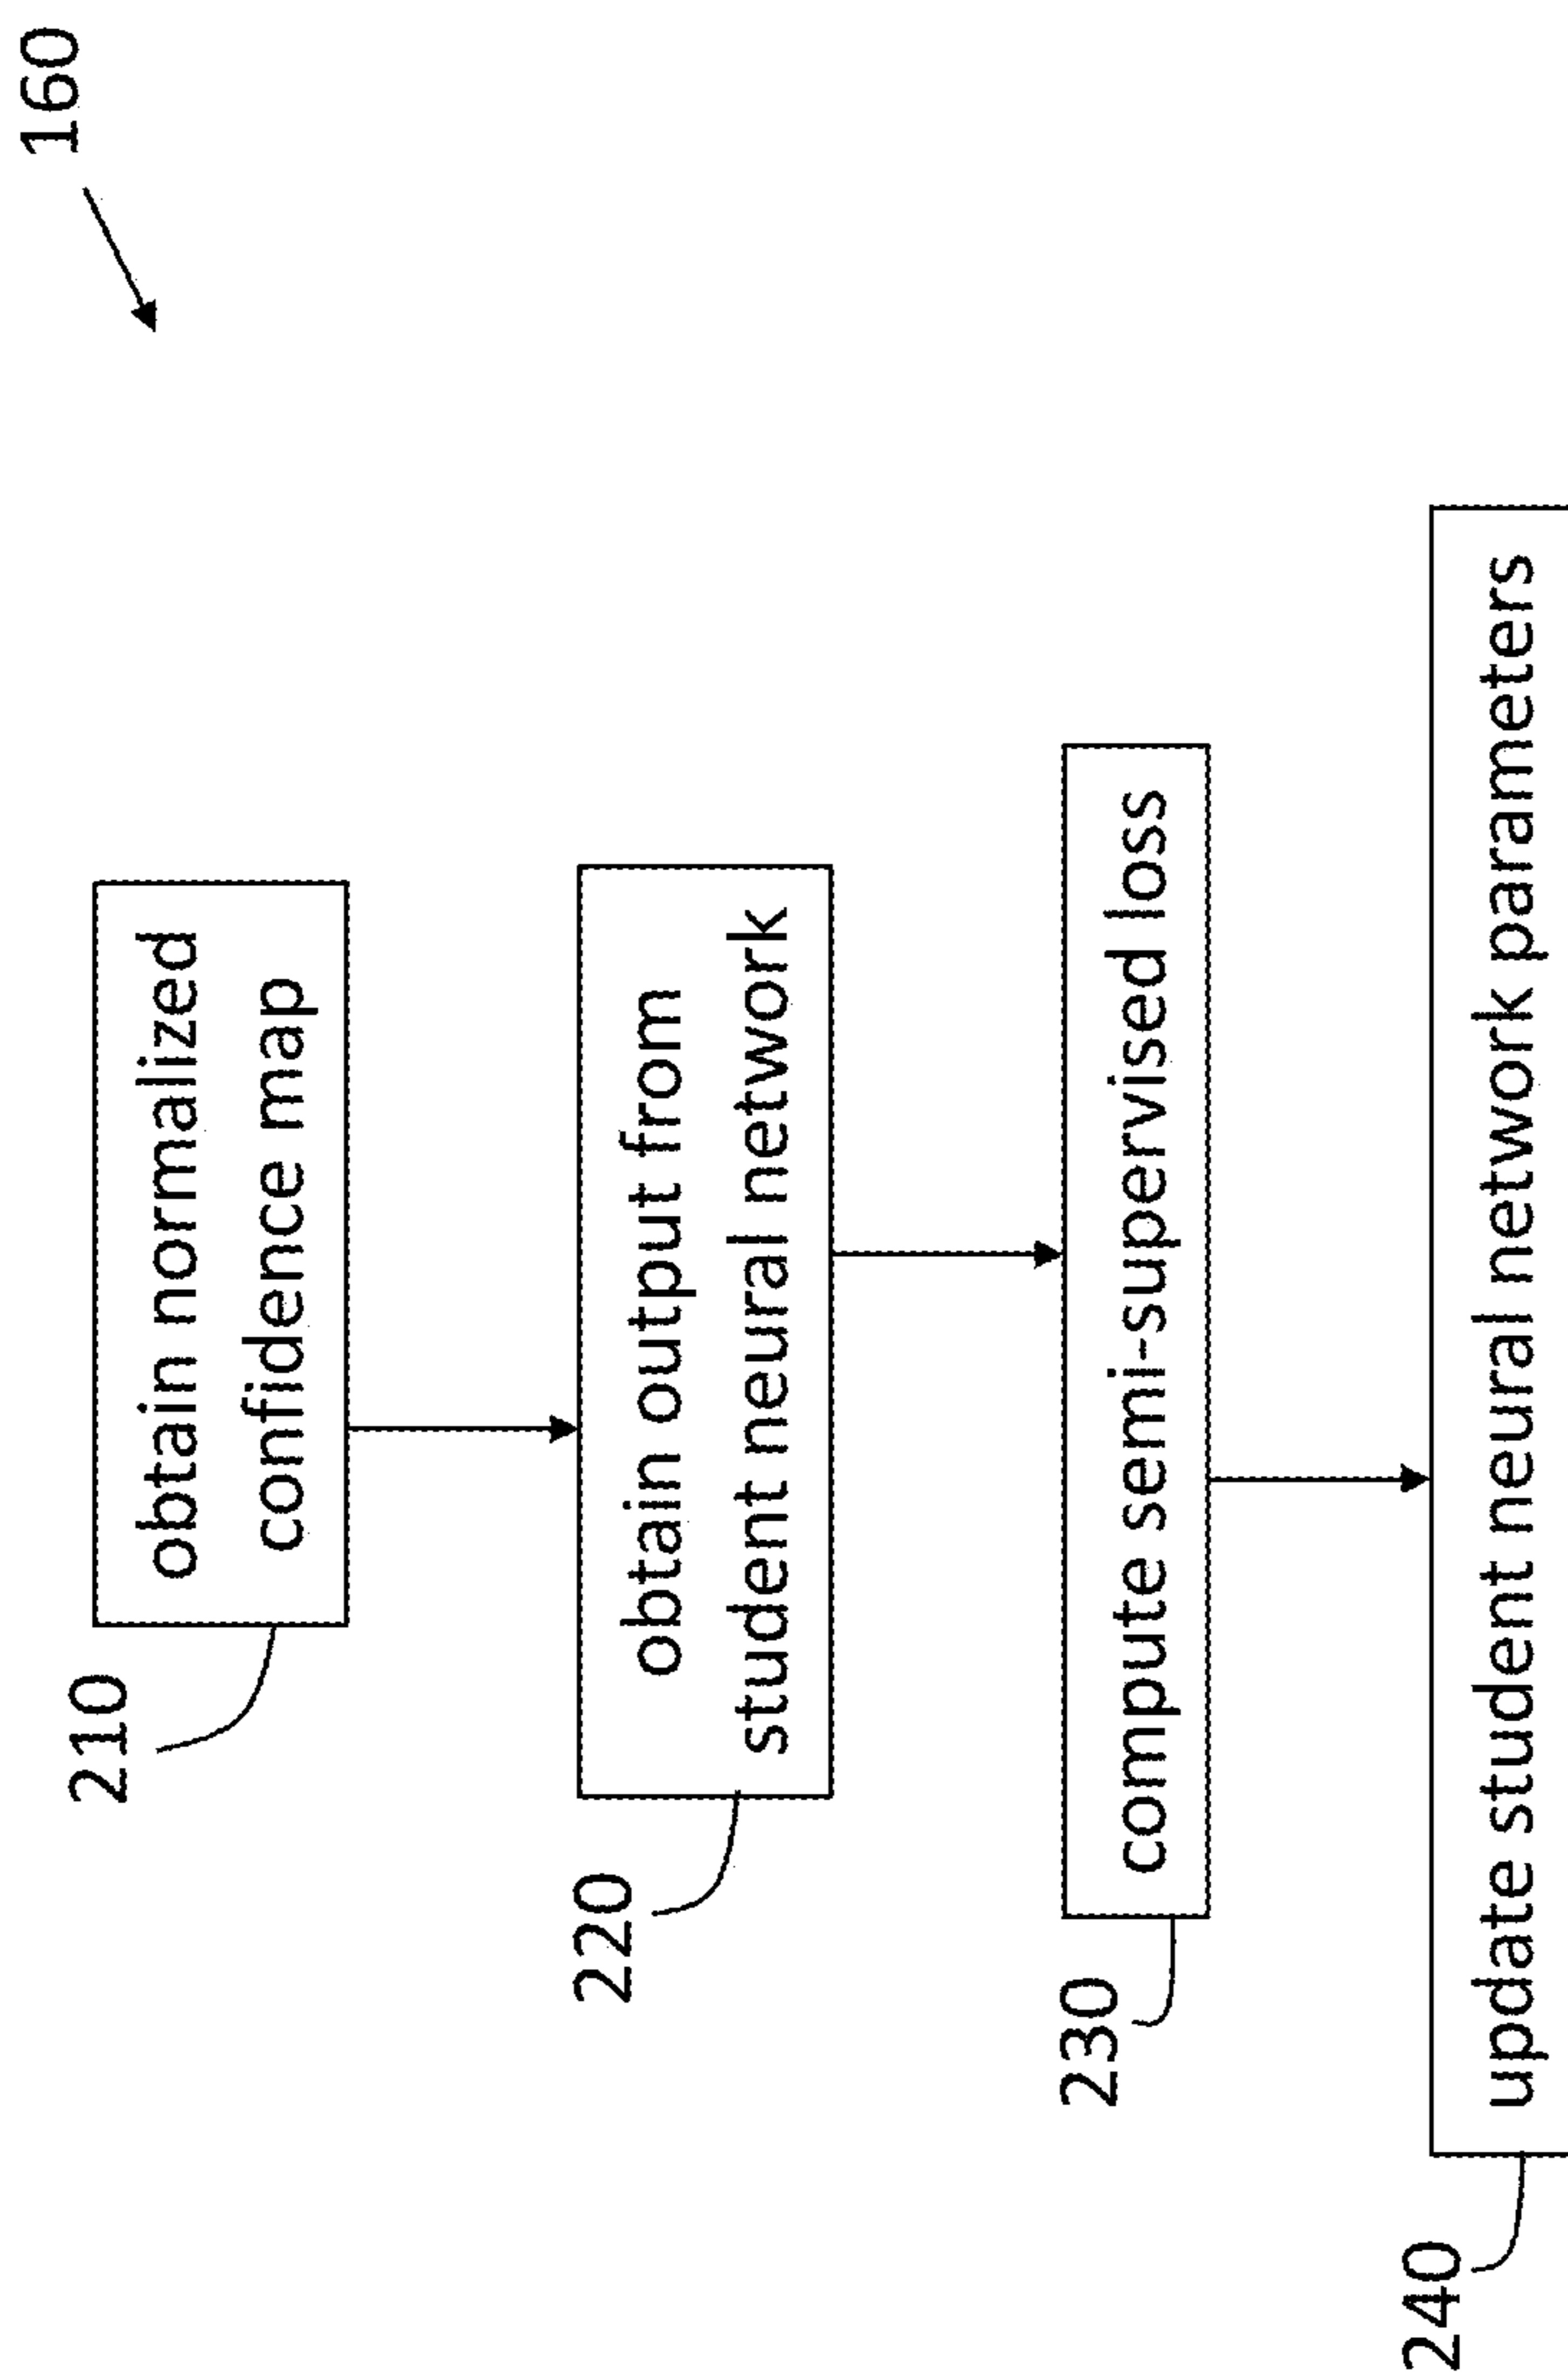 160
210
obtain normalized
confidence map
220
obtain output from
student neural network
230
compute semi-supervised loss
240
update student neural network parameters